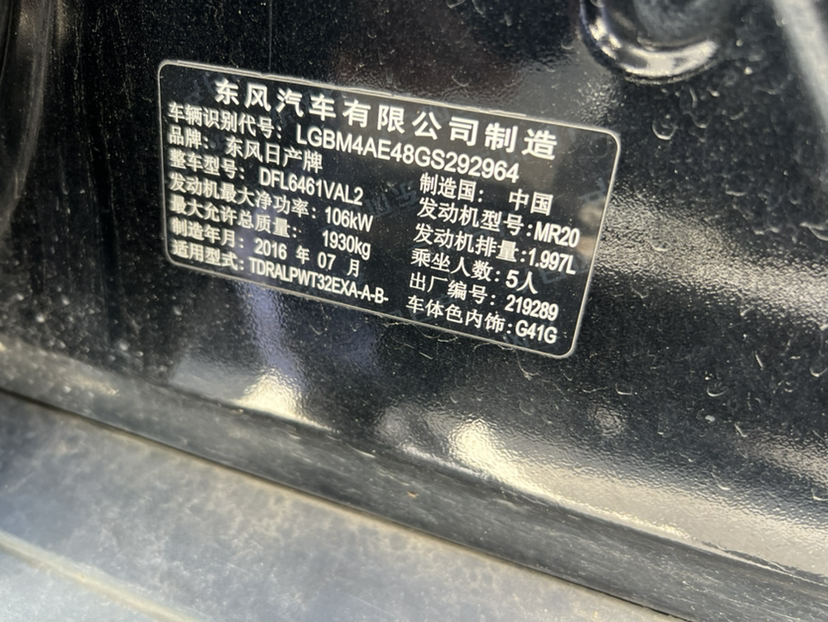 东风汽车有限公司制造
车辆识别代号: LGBM4AE48GS292964
品牌: 东风日产牌 制造国: 中国
整车型号: DFL6461VAL2 发动机型号:MR20
发动机最大净功率: 106kW 发动机排量:1.997L
最大允许总质量: 1930kg 乘坐人数:5人
制造年月: 2016 年 07 月 出厂编号: 219289
适用型式: TDRALPWT32EXA-A-B- 车体色内饰:G41G